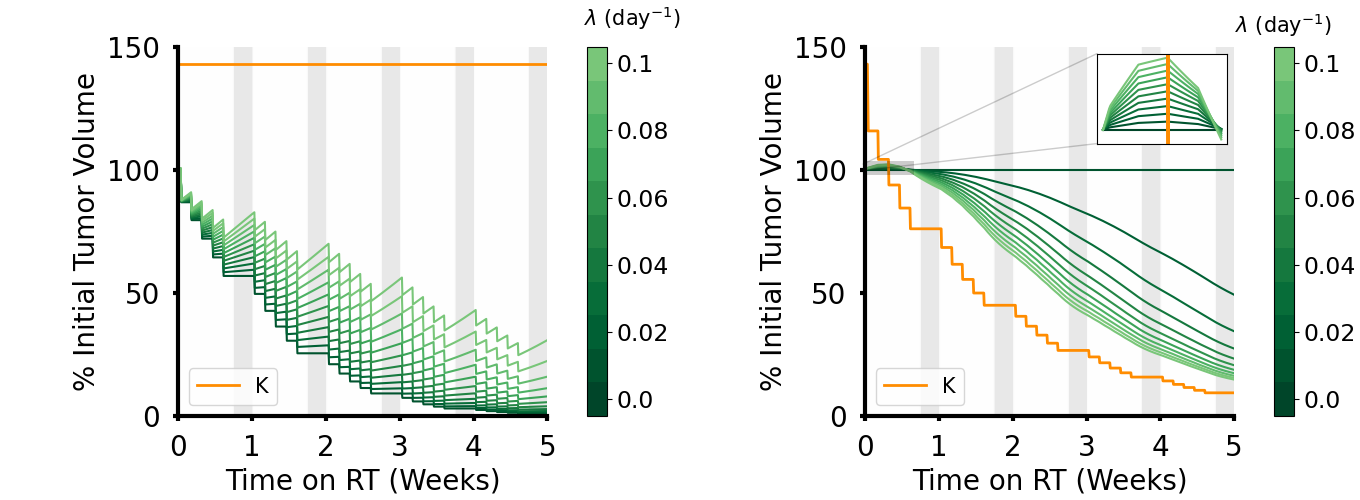 λ (day⁻¹)
150
100
50
0
% Initial Tumor Volume
K
0 1 2 3 4 5
Time on RT (Weeks)
0.1
0.08
0.06
0.04
0.02
0.0
λ (day⁻¹)
150
100
50
0
% Initial Tumor Volume
K
0 1 2 3 4 5
Time on RT (Weeks)
0.1
0.08
0.06
0.04
0.02
0.0